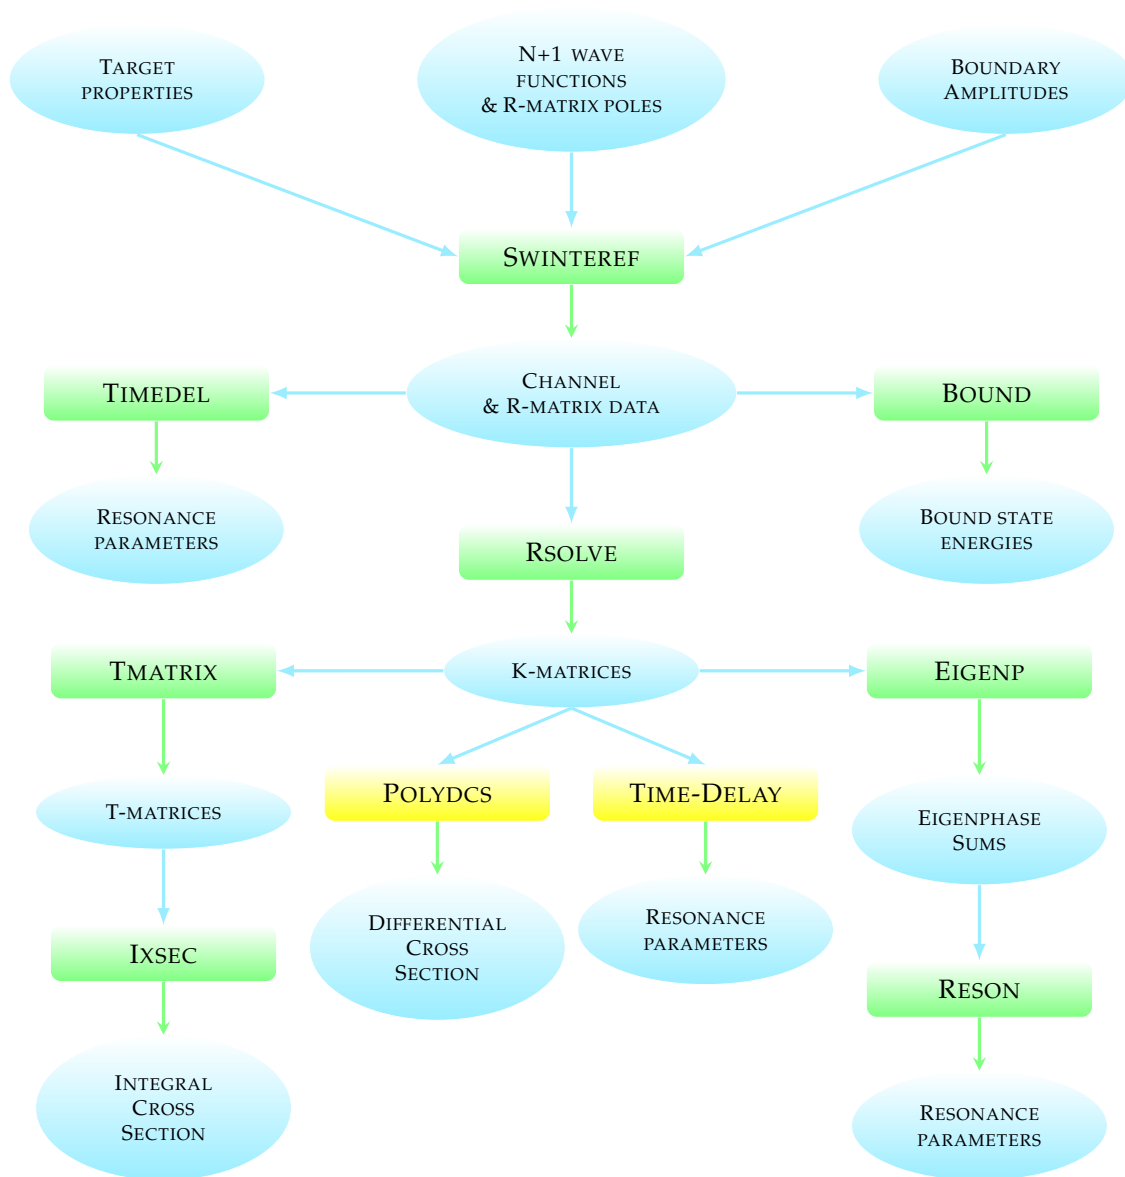 TARGET
PROPERTIES
N+1 WAVE
FUNCTIONS
& R-MATRIX POLES
BOUNDARY
AMPLITUDES
SWINTEREF
TIMEDEL
CHANNEL
& R-MATRIX DATA
BOUND
RESONANCE
PARAMETERS
BOUND STATE
ENERGIES
RSOLVE
TMATRIX
K-MATRICES
EIGENP
T-MATRICES
POLYDCS
TIME-DELAY
EIGENPHASE
SUMS
DIFFERENTIAL
CROSS
SECTION
RESONANCE
PARAMETERS
IXSEC
RESON
INTEGRAL
CROSS
SECTION
RESONANCE
PARAMETERS